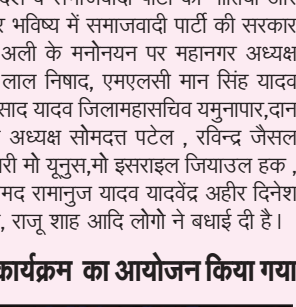 र भविष्य में समाजवादी पार्टी की सरकार
अली के मनोनयन पर महानगर अध्यक्ष
लाल निषाद, एमएलसी मान सिंह यादव
साद यादव जिलामहासचिव यमुनापार,दान
अध्यक्ष सोमदत्त पटेल , रविन्द्र जैसल
री मो यूनुस,मो इसराइल जियाउल हक ,
मद रामानुज यादव यादवेंद्र अहीर दिनेश
, राजू शाह आदि लोगो ने बधाई दी है ।
कार्यक्रम का आयोजन किया गया